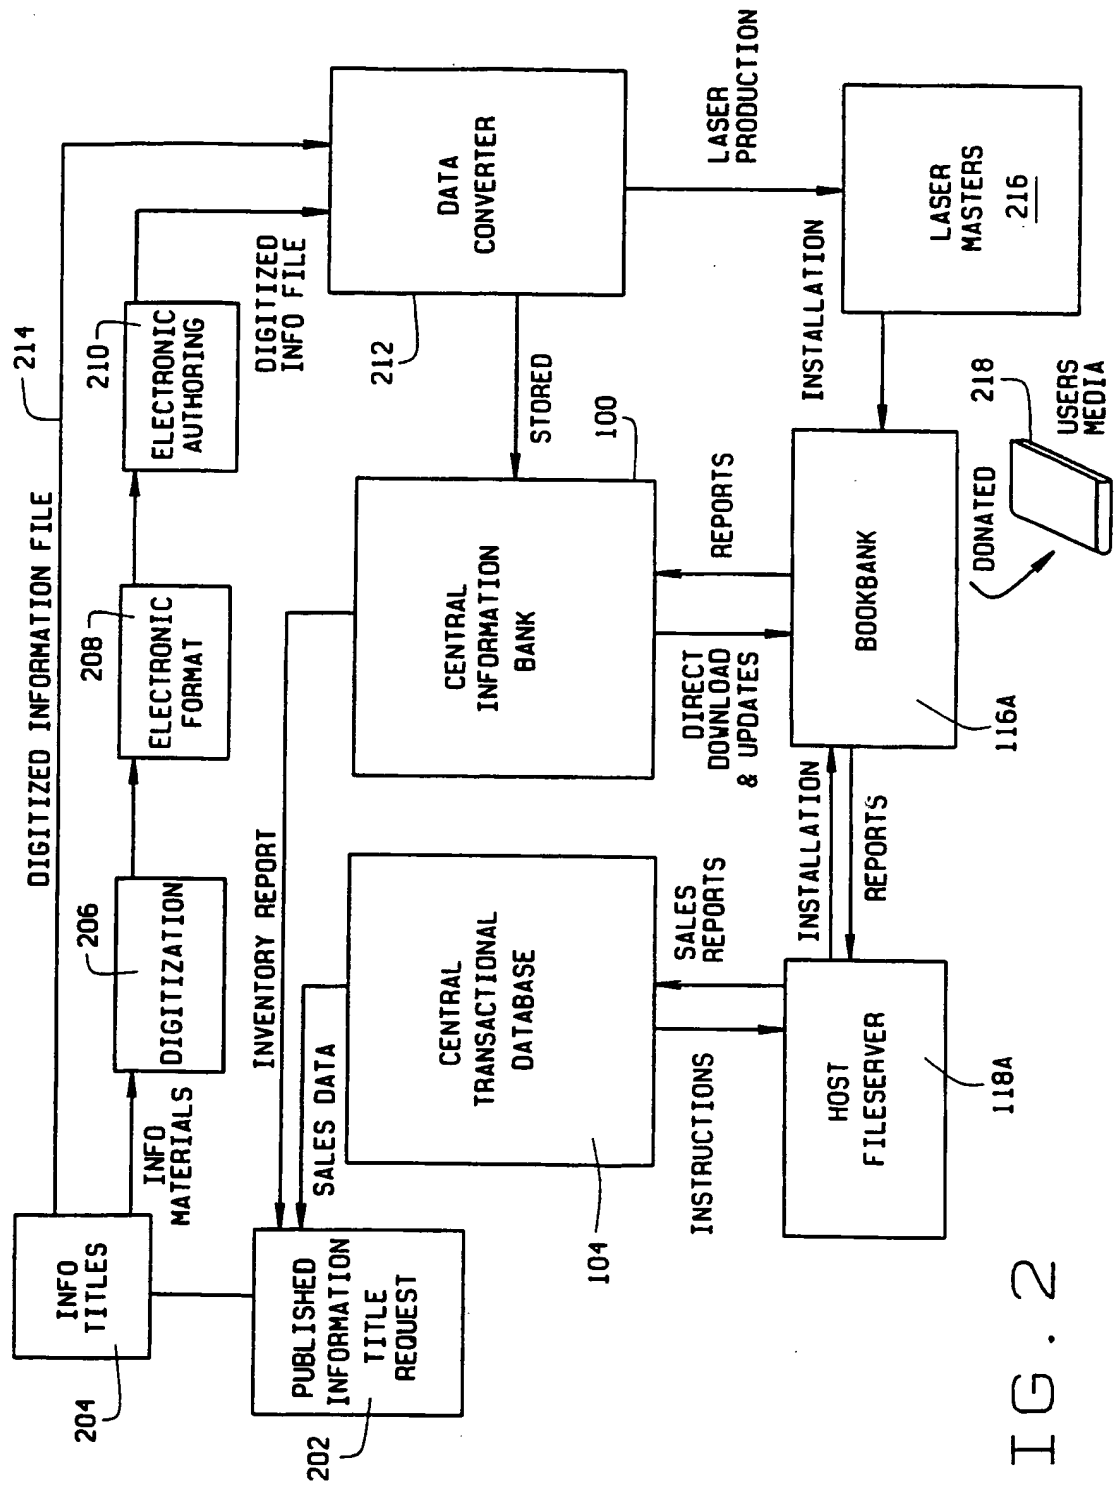 DIGITIZED INFORMATION FILE
214
INFO
TITLES
204
INFO
MATERIALS
206
DIGITIZATION
208
ELECTRONIC
FORMAT
210
ELECTRONIC
AUTHORING
DIGITIZED
INFO FILE
PUBLISHED
INFORMATION
TITLE
REQUEST
202
INVENTORY REPORT
SALES DATA
CENTRAL
TRANSACTIONAL
DATABASE
104
CENTRAL
INFORMATION
BANK
100
STORED
212
DATA
CONVERTER
INSTRUCTIONS
SALES
REPORTS
DIRECT
DOWNLOAD
& UPDATES
REPORTS
LASER
PRODUCTION
HOST
FILESERVER
118A
INSTALLATION
REPORTS
BOOKBANK
116A
INSTALLATION
LASER
MASTERS
216
DONATED
218
USERS
MEDIA
IG. 2